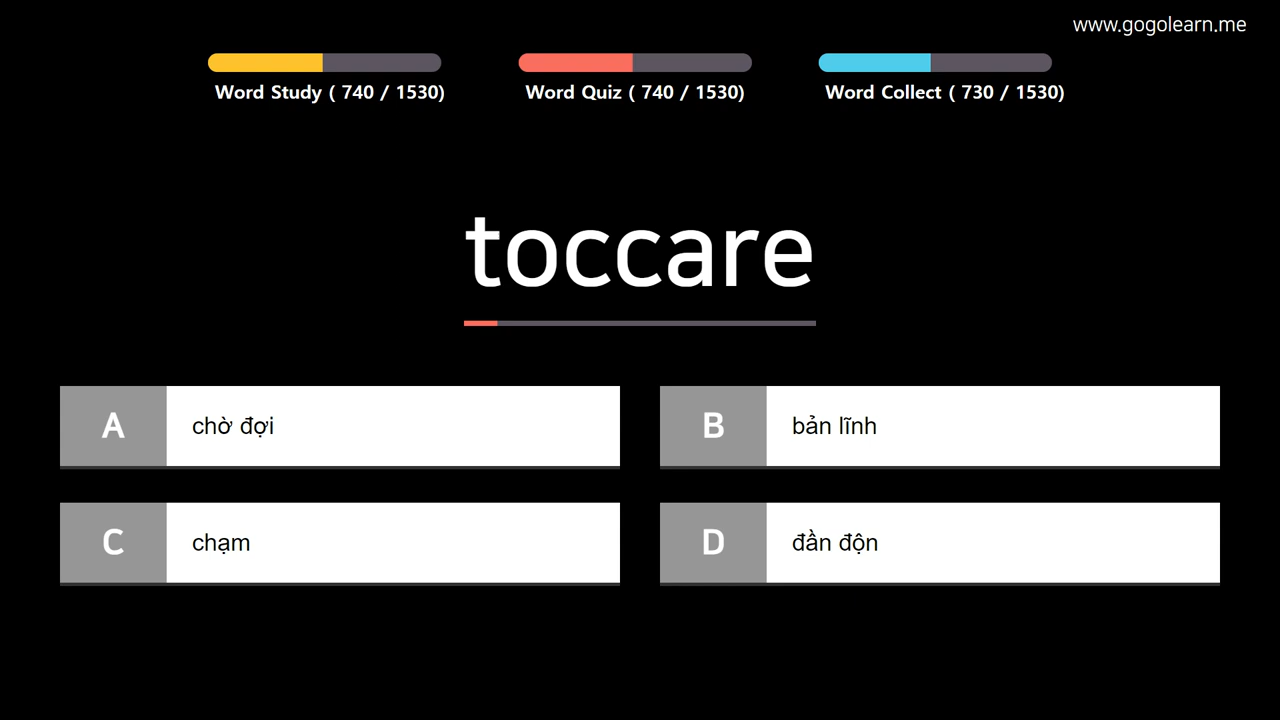 www.gogolearn.me
Word Study ( 740 / 1530)
Word Quiz ( 740 / 1530)
Word Collect ( 730 / 1530)
toccare
A chờ đợi
B bản lĩnh
C chạm
D đần độn